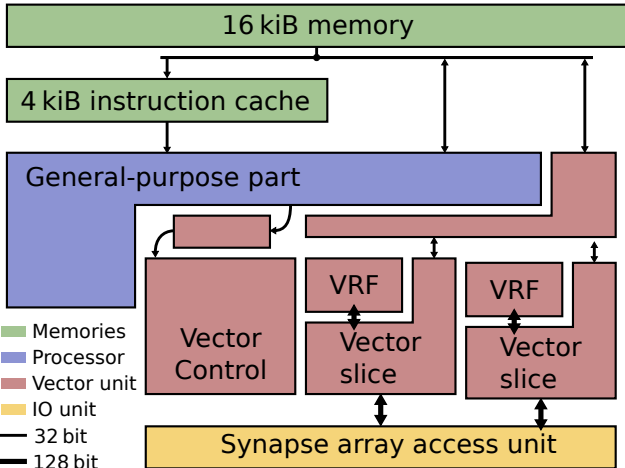 16 kiB memory
4 kiB instruction cache
General-purpose part
VRF
VRF
Vector
Control
Vector
slice
Vector
slice
Memories
Processor
Vector unit
IO unit
32 bit
128 bit
Synapse array access unit